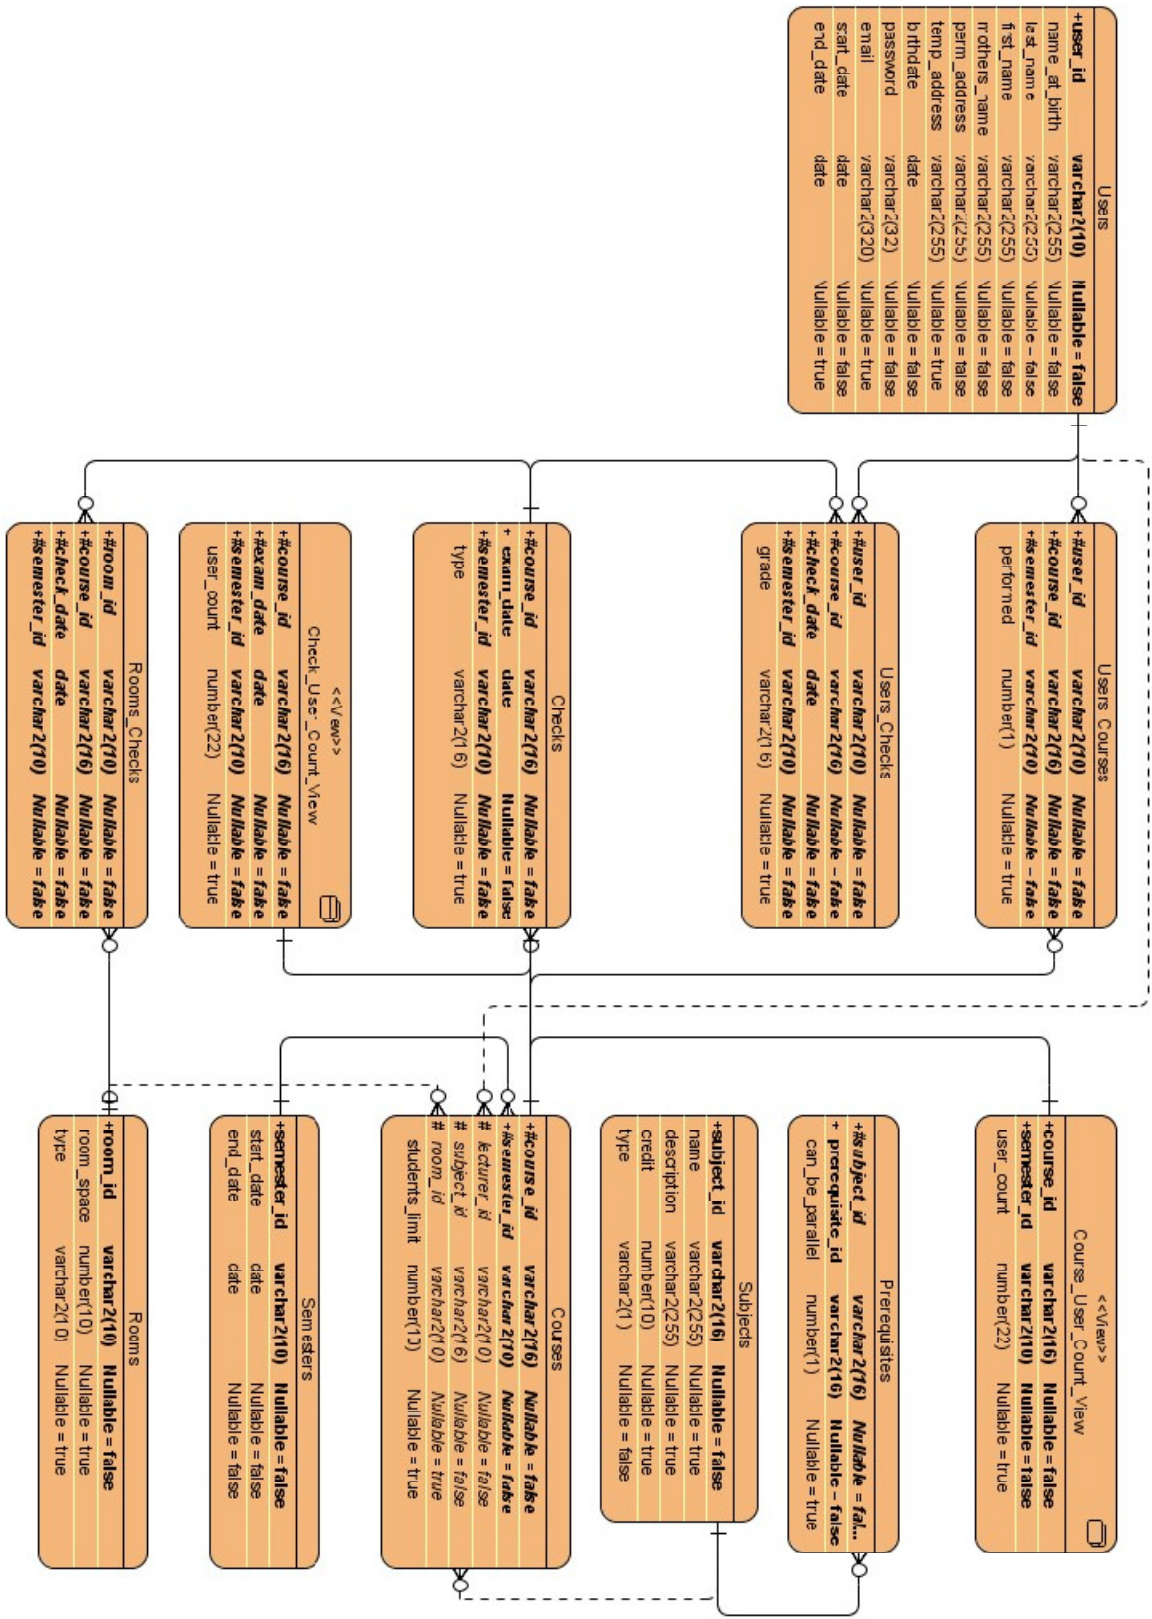 Users
+user_id varchar2(10) Nullable = false
name_at_birth varchar2(255) Nullable = false
last_name varchar2(255) Nullable = false
first_name varchar2(255) Nullable = false
mothers_name varchar2(255) Nullable = false
perm_address varchar2(255) Nullable = false
temp_address varchar2(255) Nullable = true
birthdate date Nullable = false
password varchar2(32) Nullable = false
email varchar2(320) Nullable = true
start_date date Nullable = false
end_date date Nullable = true
Users_Courses
+#user_id varchar2(10) Nullable = false
+#course_id varchar2(16) Nullable = false
+#semester_id varchar2(10) Nullable = false
performed number(1) Nullable = true
Users_Checks
+#user_id varchar2(10) Nullable = false
+#course_id varchar2(16) Nullable = false
+#check_date date Nullable = false
+#semester_id varchar2(10) Nullable = false
grade varchar2(16) Nullable = true
Checks
+#course_id varchar2(16) Nullable = false
+ exam_date date Nullable = false
+#semester_id varchar2(10) Nullable = false
type varchar2(16) Nullable = true
<<View>>
Check_User_Count_View
+#course_id varchar2(16) Nullable = false
+#exam_date date Nullable = false
+#semester_id varchar2(10) Nullable = false
user_count number(22) Nullable = true
Rooms_Checks
+#room_id varchar2(10) Nullable = false
+#course_id varchar2(16) Nullable = false
+#check_date date Nullable = false
+#semester_id varchar2(10) Nullable = false
<<View>>
Course_User_Count_View
+course_id varchar2(16) Nullable = false
+semester_id varchar2(10) Nullable = false
user_count number(22) Nullable = true
Prerequisites
+#subject_id varchar2(16) Nullable = fal...
+ prerequisite_id varchar2(16) Nullable = false
can_be_parallel number(1) Nullable = true
Subjects
+subject_id varchar2(16) Nullable = false
name varchar2(255) Nullable = true
description varchar2(255) Nullable = true
credit number(10) Nullable = true
type varchar2(1) Nullable = false
Courses
+#course_id varchar2(16) Nullable = false
+#semester_id varchar2(10) Nullable = false
# lecturer_id varchar2(10) Nullable = false
# subject_id varchar2(16) Nullable = false
# room_id varchar2(10) Nullable = true
students_limit number(10) Nullable = true
Semesters
+semester_id varchar2(10) Nullable = false
start_date date Nullable = false
end_date date Nullable = false
Rooms
+room_id varchar2(10) Nullable = false
room_space number(10) Nullable = true
type varchar2(10) Nullable = true